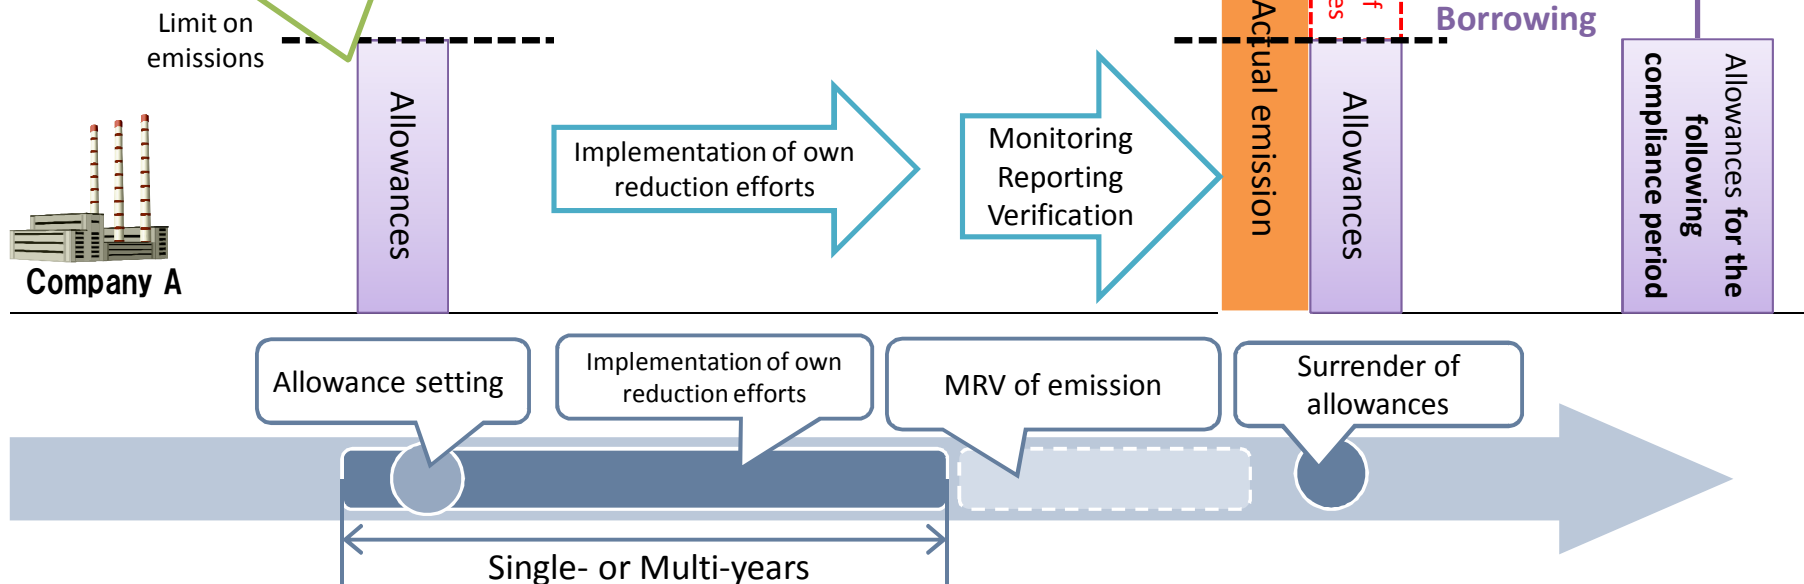 Limit on
emissions
Allowances
Implementation of own
reduction efforts
Monitoring
Reporting
Verification
Actual emission
Allowances
Borrowing
Allowances for the
following
compliance period
Company A
Allowance setting
Implementation of own
reduction efforts
MRV of emission
Surrender of
allowances
Single- or Multi-years